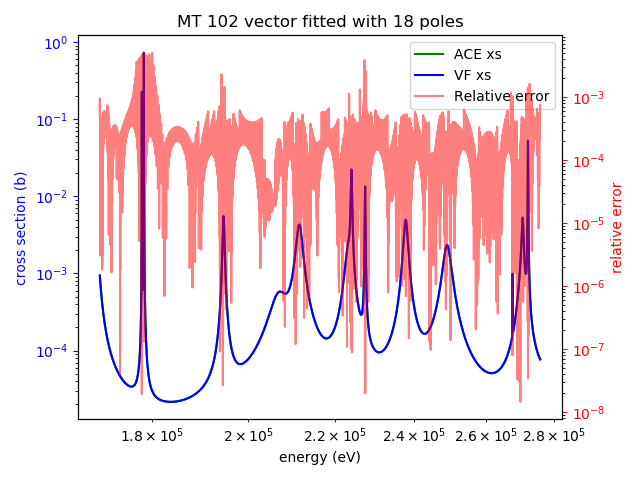 MT 102 vector fitted with 18 poles
ACE xs
VF xs
Relative error
cross section (b)
10⁰
10⁻¹
10⁻²
10⁻³
10⁻⁴
relative error
10⁻³
10⁻⁴
10⁻⁵
10⁻⁶
10⁻⁷
10⁻⁸
1.8 × 10⁵ 2 × 10⁵ 2.2 × 10⁵ 2.4 × 10⁵ 2.6 × 10⁵ 2.8 × 10⁵
energy (eV)